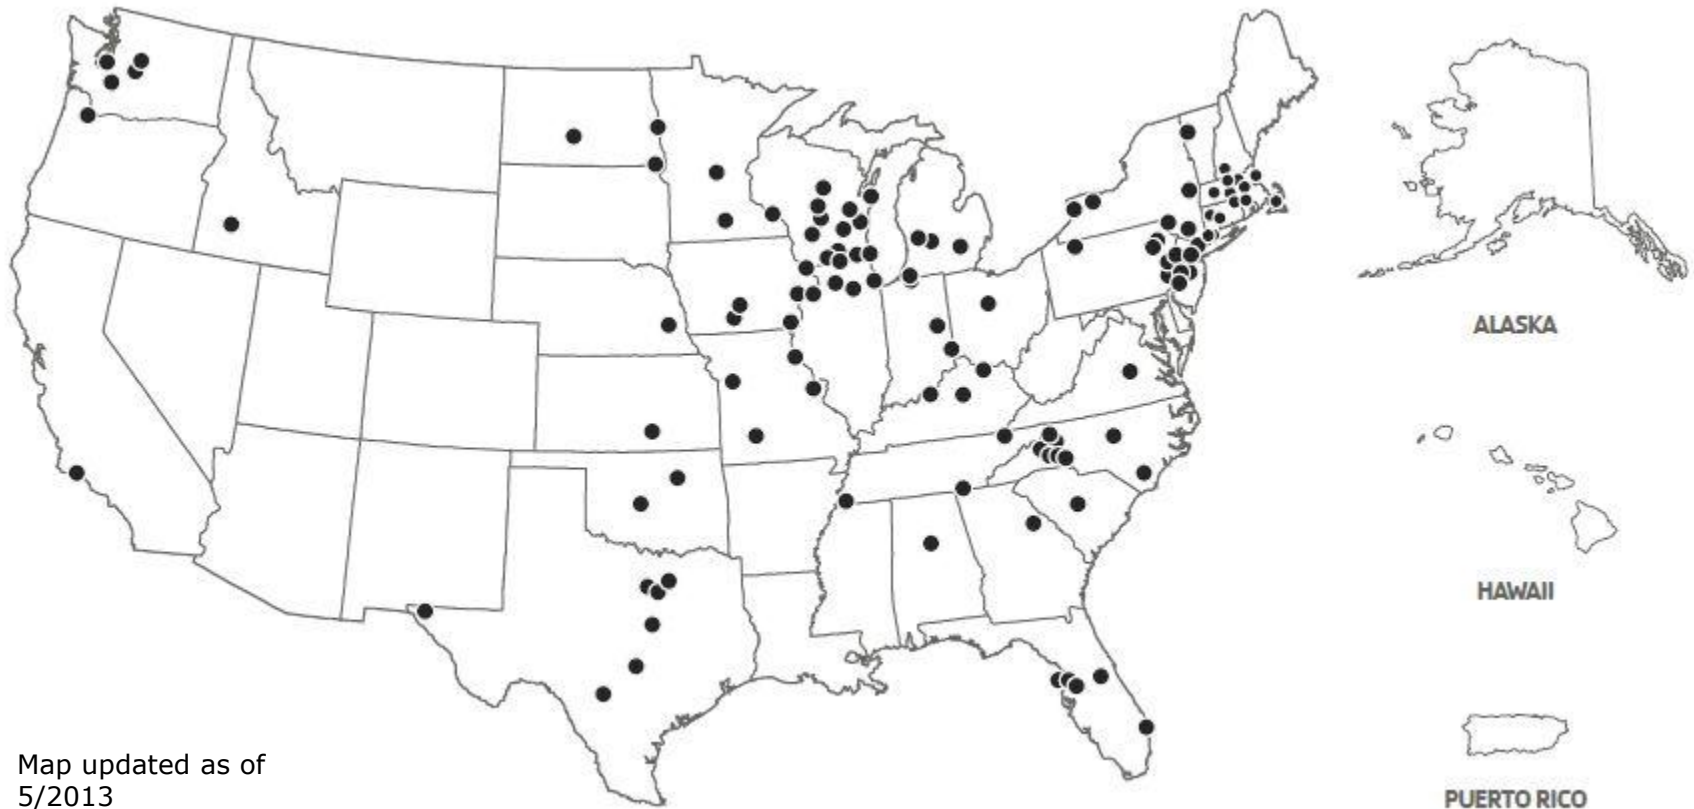 ALASKA
HAWAII
Map updated as of
5/2013
PUERTO RICO